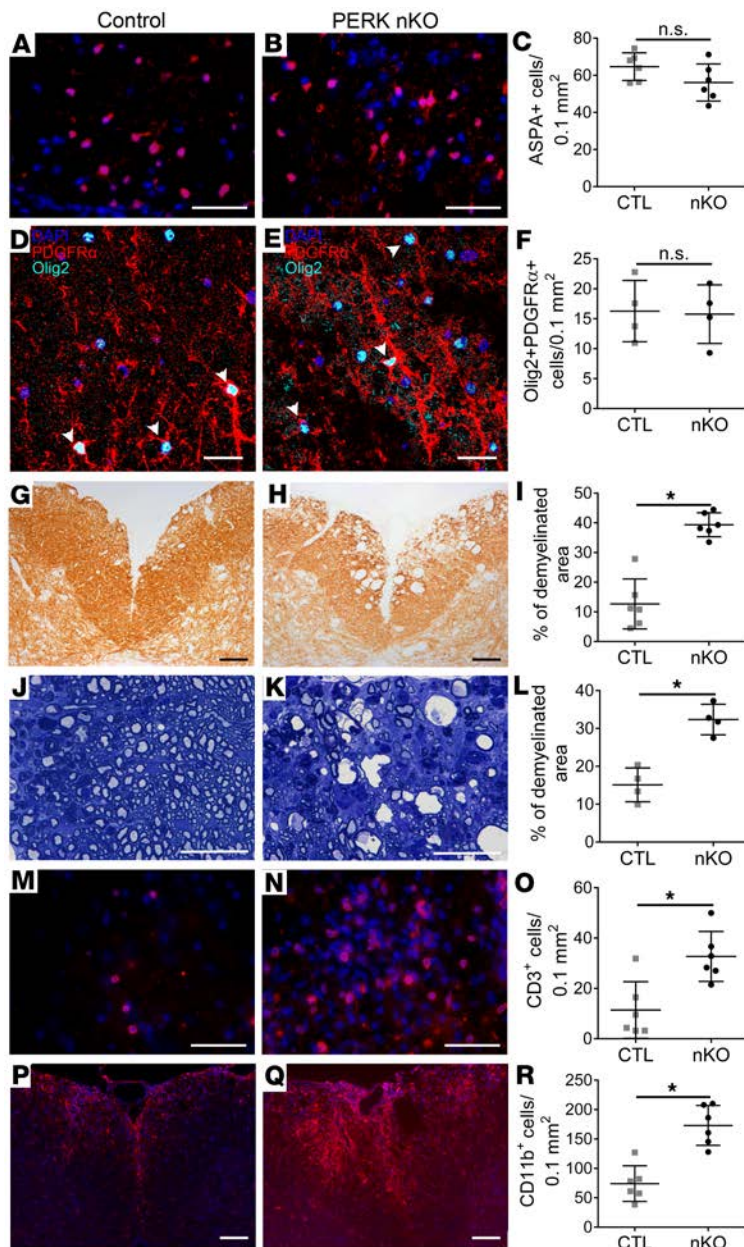 Control
PERK nKO
A
B
C
n.s.
ASPA+ cells/
0.1 mm²
80
60
40
20
0
CTL
nKO
D
DAPI
PDGFRα
Olig2
E
DAPI
PDGFRα
Olig2
F
n.s.
Olig2+PDGFRα+
cells/0.1 mm²
25
20
15
10
5
0
CTL
nKO
G
H
I
*
% of demyelinated
area
50
40
30
20
10
0
CTL
nKO
J
K
L
*
% of demyelinated
area
40
30
20
10
0
CTL
nKO
M
N
O
*
CD3⁺ cells/
0.1 mm²
60
40
20
0
CTL
nKO
P
Q
R
*
CD11b⁺ cells/
0.1 mm²
250
200
150
100
50
0
CTL
nKO